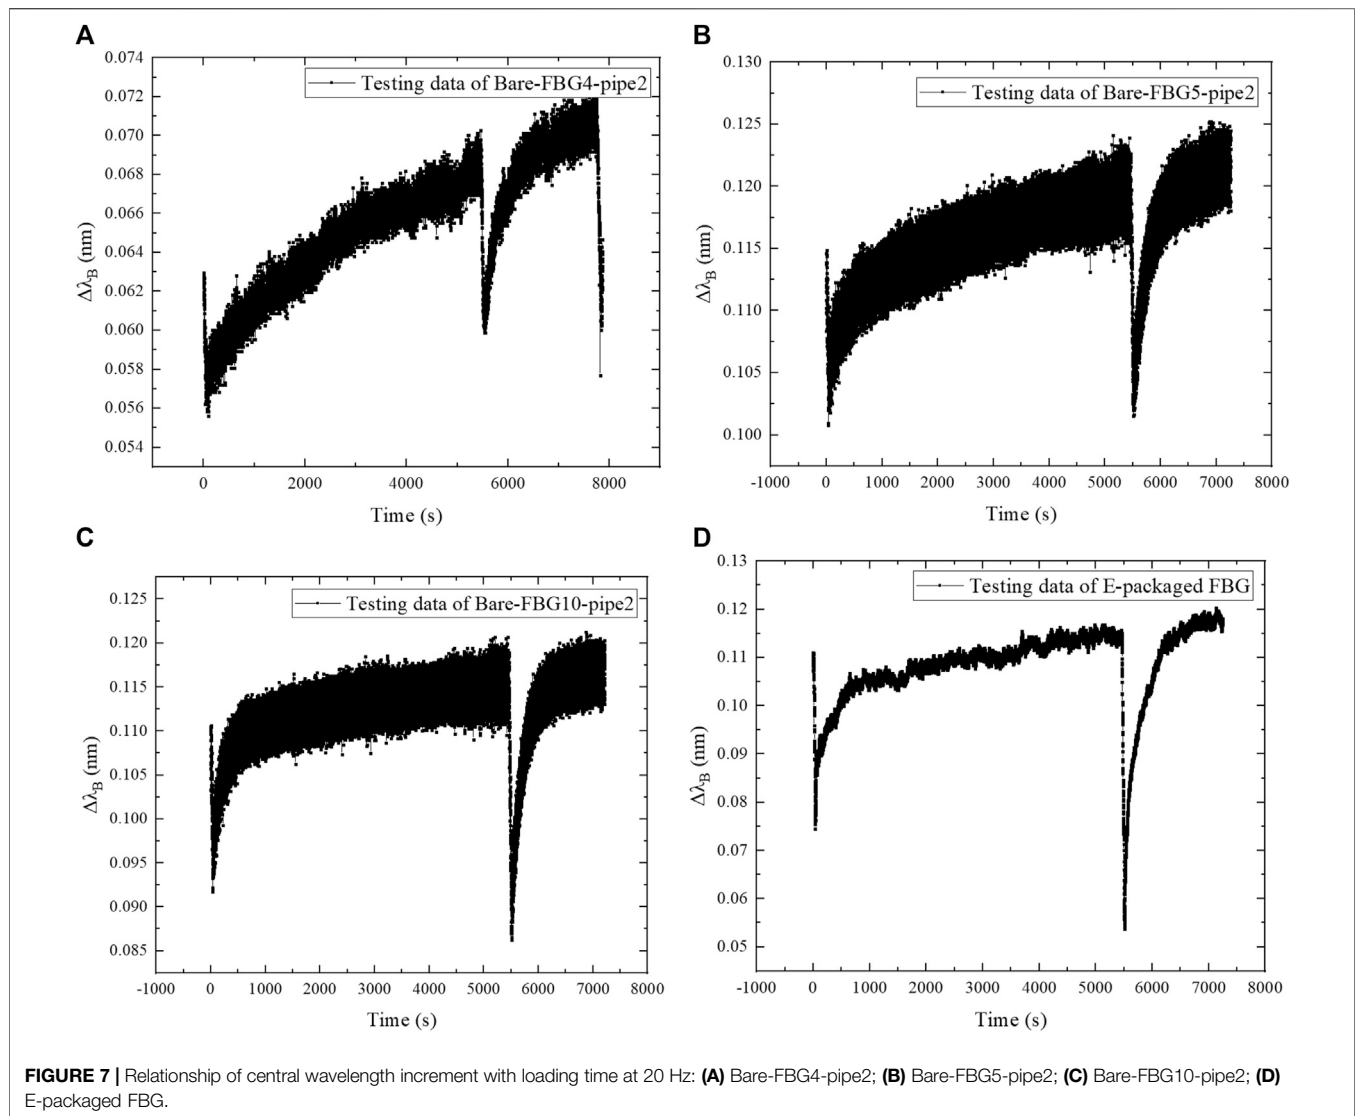 A
Testing data of Bare-FBG4-pipe2
0.074
0.072
0.070
0.068
0.066
0.064
0.062
0.060
0.058
0.056
0.054
ΔλB (nm)
0 2000 4000 6000 8000
Time (s)
B
Testing data of Bare-FBG5-pipe2
0.130
0.125
0.120
0.115
0.110
0.105
0.100
ΔλB (nm)
-1000 0 1000 2000 3000 4000 5000 6000 7000 8000
Time (s)
C
Testing data of Bare-FBG10-pipe2
0.125
0.120
0.115
0.110
0.105
0.100
0.095
0.090
0.085
ΔλB (nm)
-1000 0 1000 2000 3000 4000 5000 6000 7000 8000
Time (s)
D
Testing data of E-packaged FBG
0.13
0.12
0.11
0.10
0.09
0.08
0.07
0.06
0.05
ΔλB (nm)
-1000 0 1000 2000 3000 4000 5000 6000 7000 8000
Time (s)
FIGURE 7 | Relationship of central wavelength increment with loading time at 20 Hz: (A) Bare-FBG4-pipe2; (B) Bare-FBG5-pipe2; (C) Bare-FBG10-pipe2; (D)
E-packaged FBG.